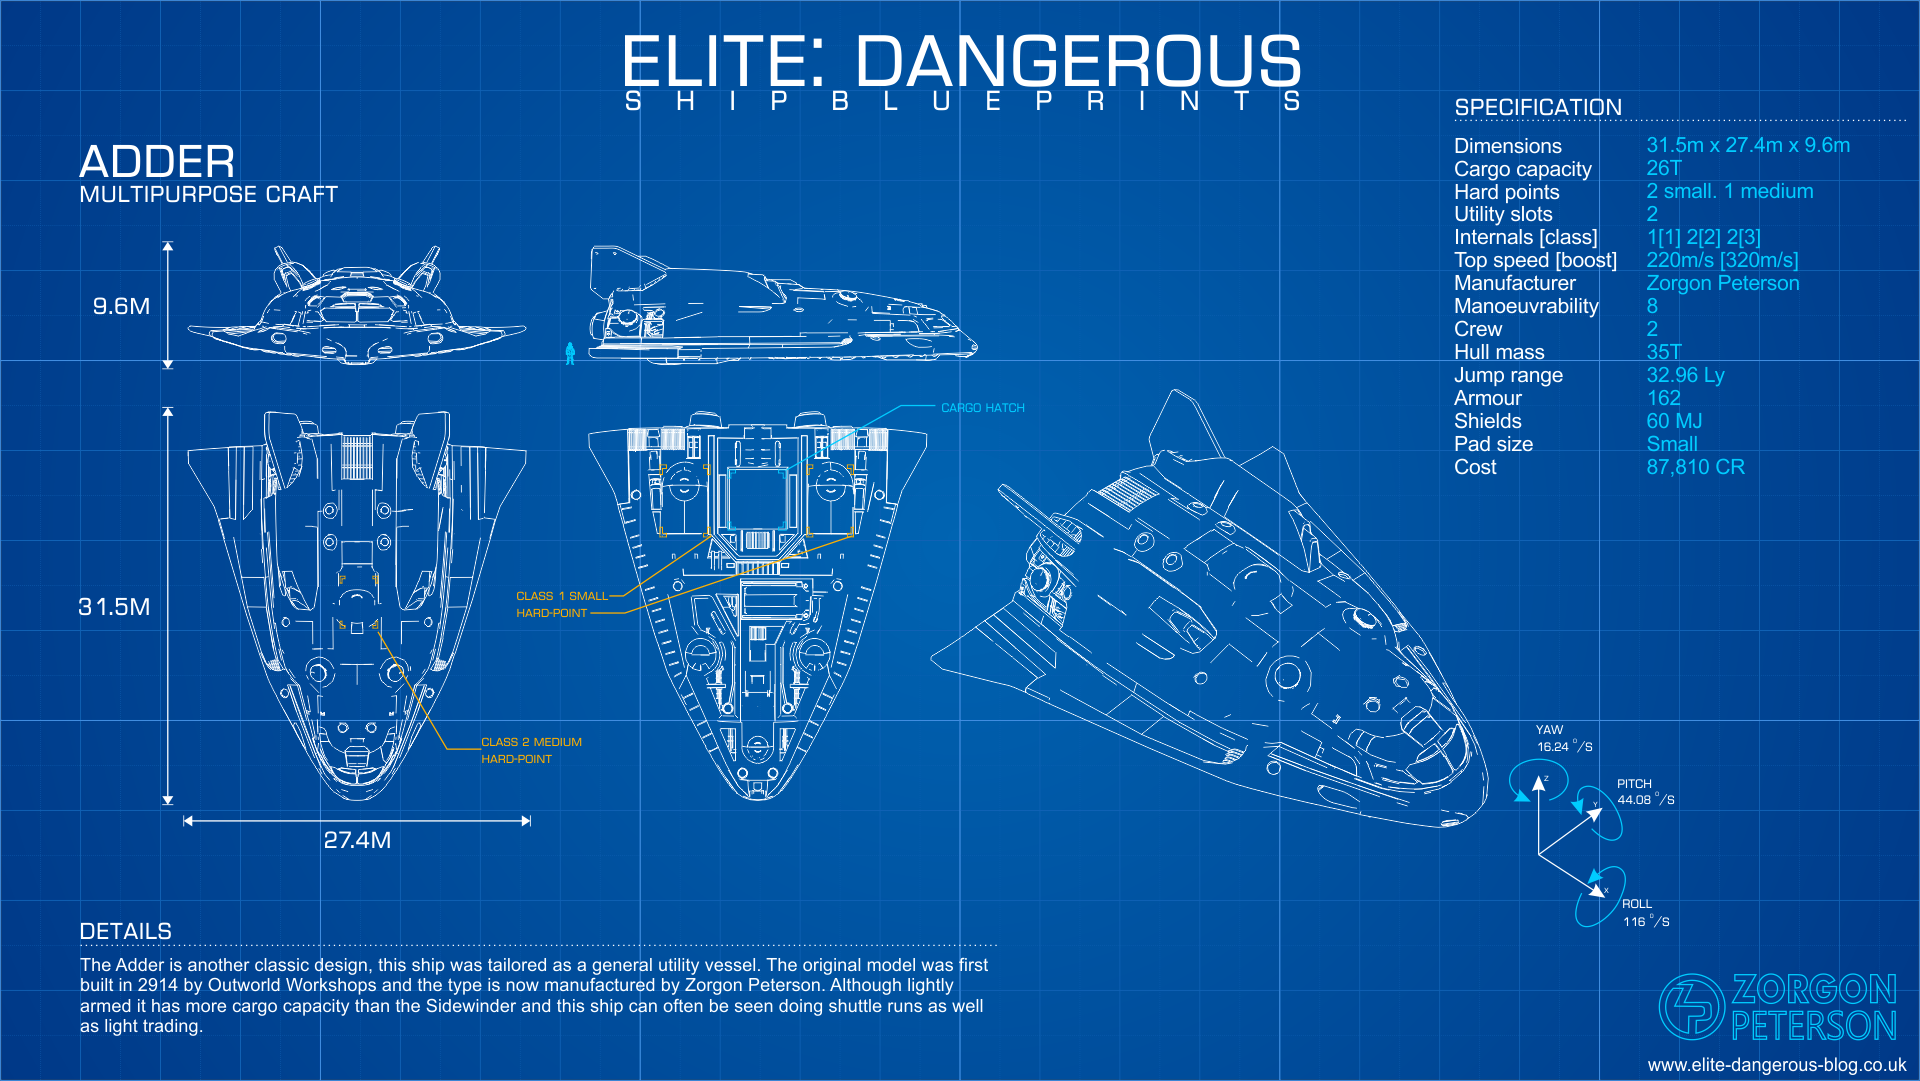 ELITE: DANGEROUS
SHIP BLUEPRINTS
ADDER
MULTIPURPOSE CRAFT
9.6M
31.5M
27.4M
CARGO HATCH
CLASS 1 SMALL
HARD-POINT
CLASS 2 MEDIUM
HARD-POINT
SPECIFICATION
Dimensions 31.5m x 27.4m x 9.6m
Cargo capacity 26T
Hard points 2 small. 1 medium
Utility slots 2
Internals [class] 1[1] 2[2] 2[3]
Top speed [boost] 220m/s [320m/s]
Manufacturer Zorgon Peterson
Manoeuvrability 8
Crew 2
Hull mass 35T
Jump range 32.96 Ly
Armour 162
Shields 60 MJ
Pad size Small
Cost 87,810 CR
YAW
16.24 °/S
Z
PITCH
44.08 °/S
Y
X
ROLL
116 °/S
DETAILS
The Adder is another classic design, this ship was tailored as a general utility vessel. The original model was first
built in 2914 by Outworld Workshops and the type is now manufactured by Zorgon Peterson. Although lightly
armed it has more cargo capacity than the Sidewinder and this ship can often be seen doing shuttle runs as well
as light trading.
ZORGON
PETERSON
www.elite-dangerous-blog.co.uk